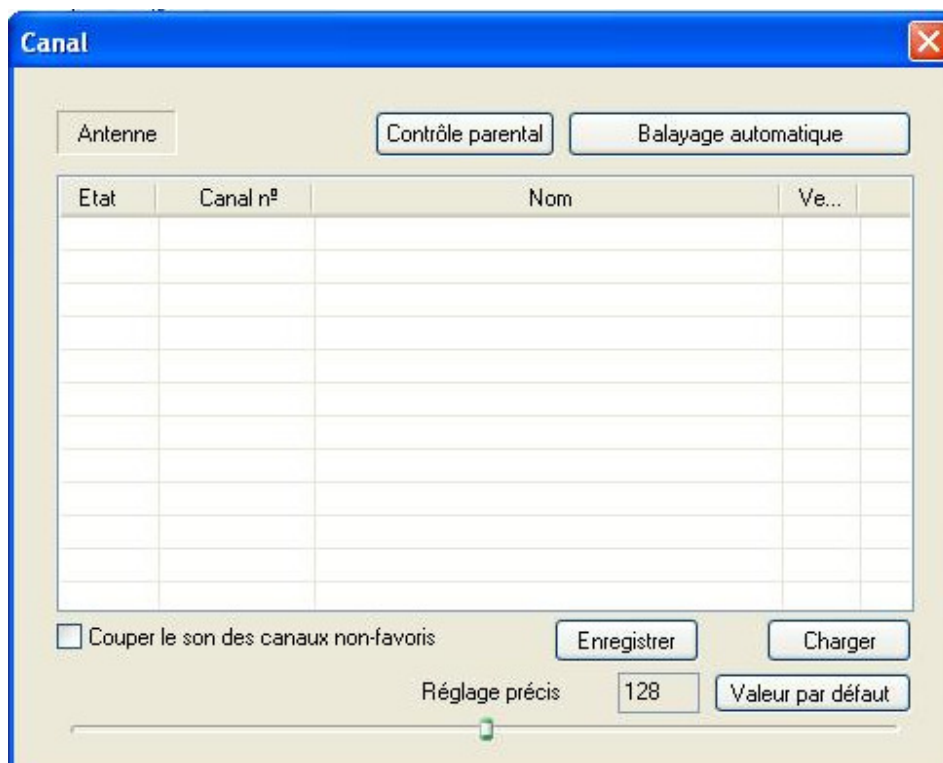 Canal
Antenne
Contrôle parental
Balayage automatique
Etat Canal nº Nom Ve...
Couper le son des canaux non-favoris
Enregistrer
Charger
Réglage précis
128
Valeur par défaut